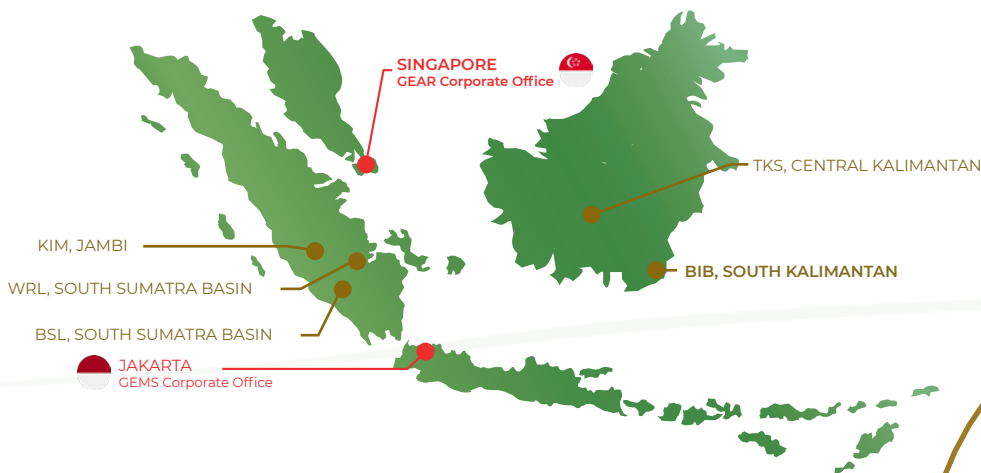 SINGAPORE
GEAR Corporate Office
TKS, CENTRAL KALIMANTAN
KIM, JAMBI
BIB, SOUTH KALIMANTAN
WRL, SOUTH SUMATRA BASIN
BSL, SOUTH SUMATRA BASIN
JAKARTA
GEMS Corporate Office